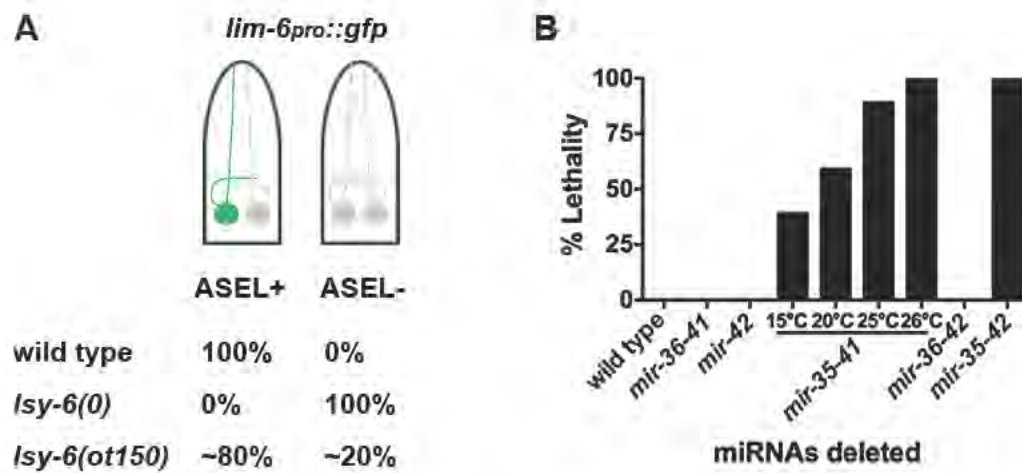 A
lim-6pro::gfp
ASEL+ ASEL-
wild type 100% 0%
lsy-6(0) 0% 100%
lsy-6(ot150) ~80% ~20%
B
% Lethality
100
75
50
25
0
15°C 20°C 25°C 26°C
wild type
mir-36-41
mir-42
mir-35-41
mir-36-42
mir-35-42
miRNAs deleted